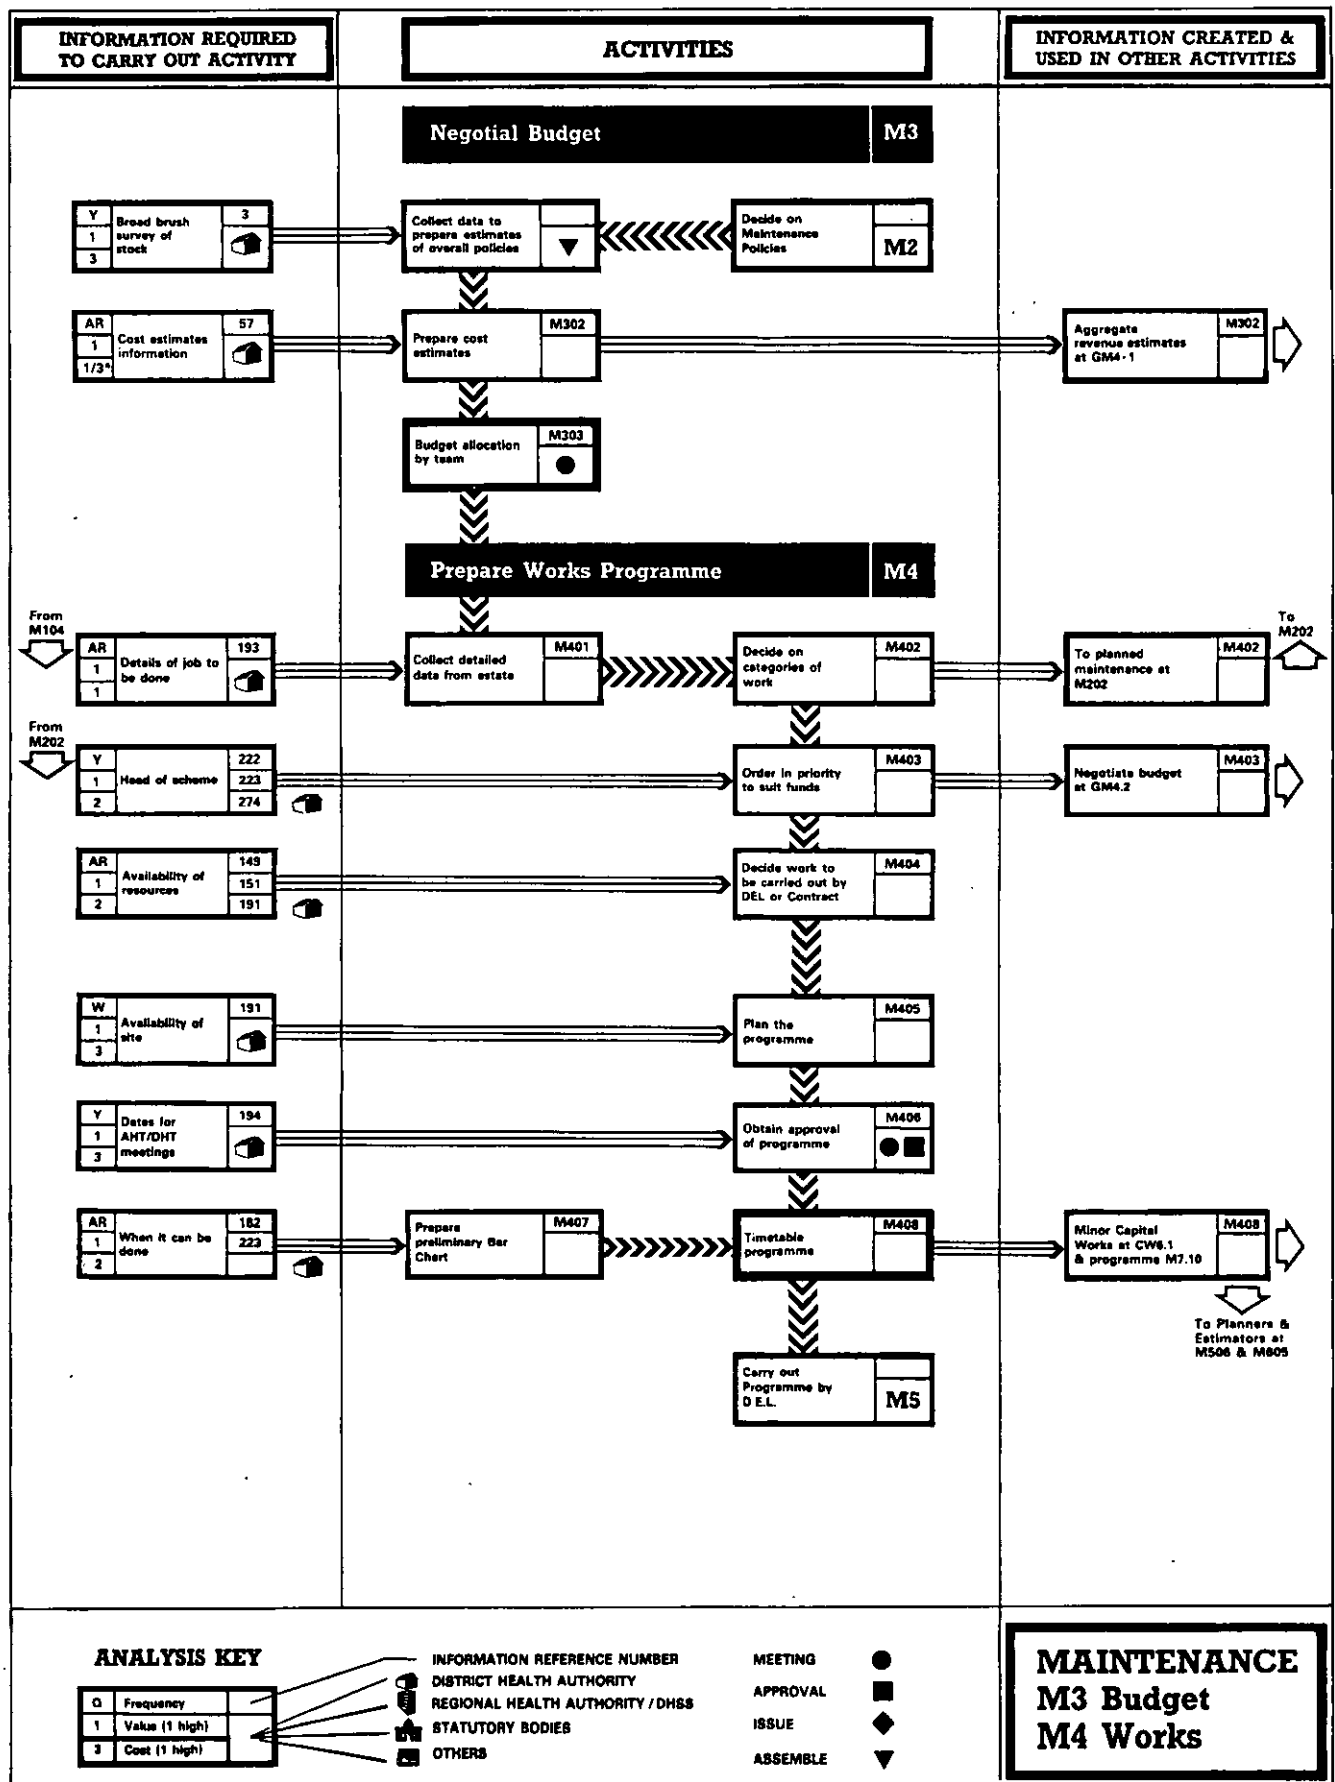 INFORMATION REQUIRED
TO CARRY OUT ACTIVITY
ACTIVITIES
INFORMATION CREATED &
USED IN OTHER ACTIVITIES
Negotial Budget M3
Y
1
3
Broad brush
survey of
stock
3
Collect data to
prepare estimates
of overall policies
Decide on
Maintenance
Policies
M2
AR
1
1/3*
Cost estimates
information
57
Prepare cost
estimates
M302
Aggregate
revenue estimates
at GM4-1
M302
Budget allocation
by team
M303
Prepare Works Programme M4
From
M104
AR
1
1
Details of job to
be done
193
Collect detailed
data from estate
M401
Decide on
categories of
work
M402
To planned
maintenance at
M202
M402
To
M202
From
M202
Y
1
2
Head of scheme
222
223
274
Order in priority
to suit funds
M403
Negotiate budget
at GM4.2
M403
AR
1
2
Availability of
resources
149
151
191
Decide work to
be carried out by
DEL or Contract
M404
W
1
3
Availability of
site
191
Plan the
programme
M405
Y
1
3
Dates for
AHT/DHT
meetings
194
Obtain approval
of programme
M406
AR
1
2
When it can be
done
182
223
Prepare
preliminary Bar
Chart
M407
Timetable
programme
M408
Minor Capital
Works at CW6.1
& programme M7.10
M408
To Planners &
Estimators at
M506 & M605
Carry out
Programme by
D.E.L.
M5
ANALYSIS KEY
Q Frequency
1 Value (1 high)
3 Cost (1 high)
INFORMATION REFERENCE NUMBER
DISTRICT HEALTH AUTHORITY
REGIONAL HEALTH AUTHORITY / DHSS
STATUTORY BODIES
OTHERS
MEETING
APPROVAL
ISSUE
ASSEMBLE
MAINTENANCE
M3 Budget
M4 Works